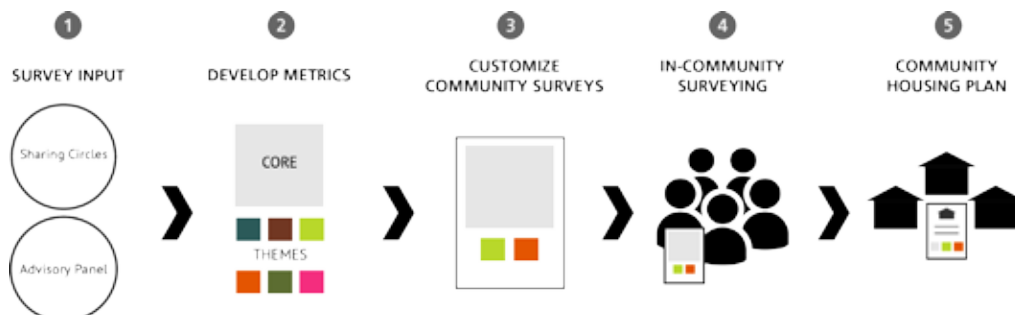 1
SURVEY INPUT
Sharing Circles
Advisory Panel
2
DEVELOP METRICS
CORE
THEMES
3
CUSTOMIZE
COMMUNITY SURVEYS
4
IN-COMMUNITY
SURVEYING
5
COMMUNITY
HOUSING PLAN